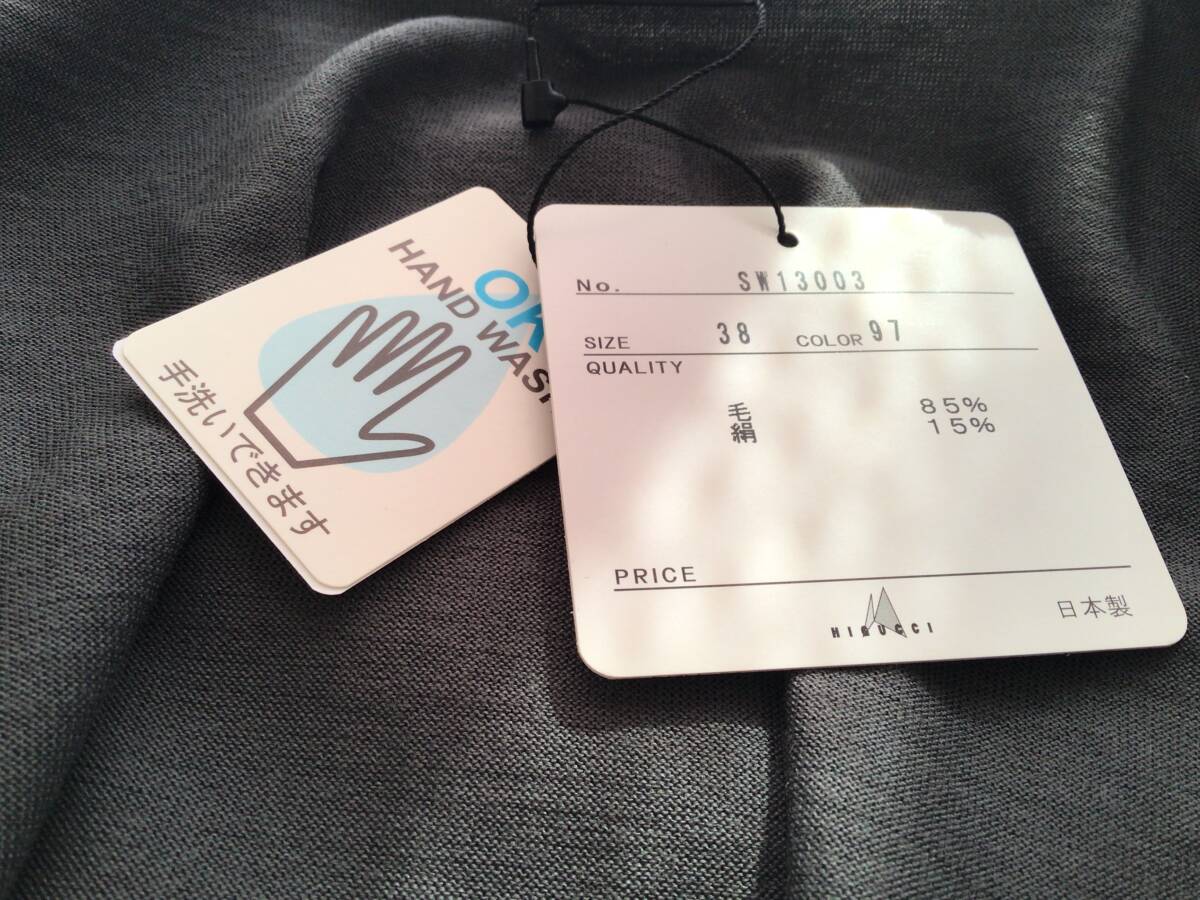 OK
HAND WASH
手洗いできます
No. SW13003
SIZE 38 COLOR 97
QUALITY
毛 85%
絹 15%
PRICE
HIGUCCI
日本製